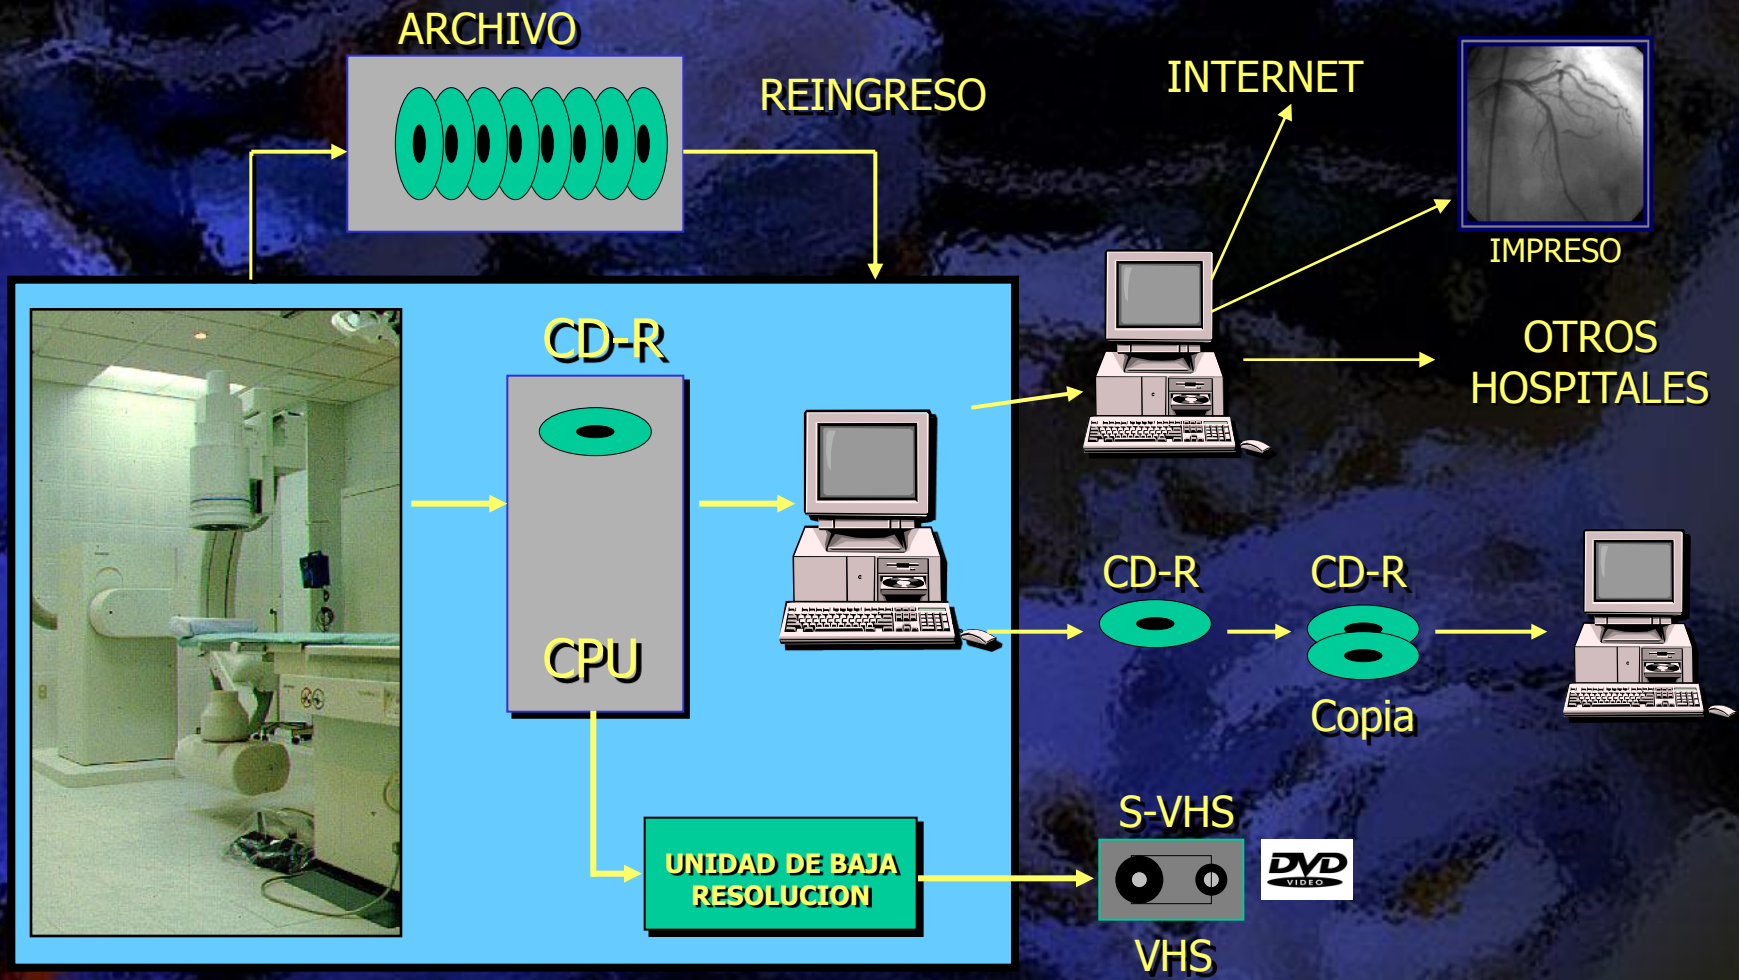 ARCHIVO
REINGRESO
INTERNET
IMPRESO
OTROS
HOSPITALES
CD-R
CPU
CD-R
CD-R
Copia
UNIDAD DE BAJA
RESOLUCION
S-VHS
DVD
VIDEO
VHS